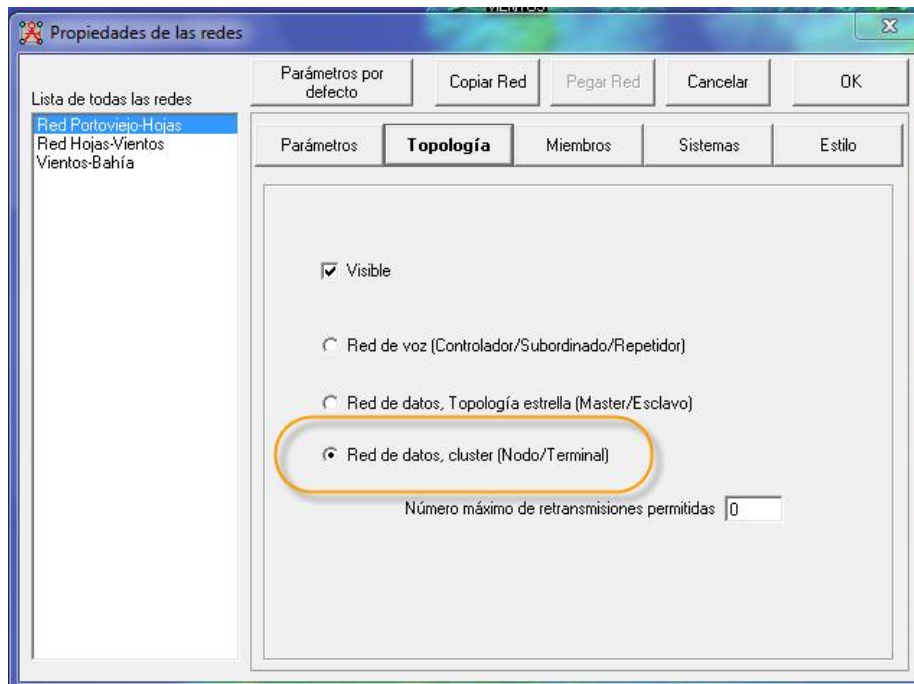 VIENTOS
Propiedades de las redes
Lista de todas las redes
Red Portoviejo-Hojas
Red Hojas-Vientos
Vientos-Bahía
Parámetros por
defecto
Copiar Red
Pegar Red
Cancelar
OK
Parámetros
Topología
Miembros
Sistemas
Estilo
Visible
Red de voz (Controlador/Subordinado/Repetidor)
Red de datos, Topología estrella (Master/Esclavo)
Red de datos, cluster (Nodo/Terminal)
Número máximo de retransmisiones permitidas 0